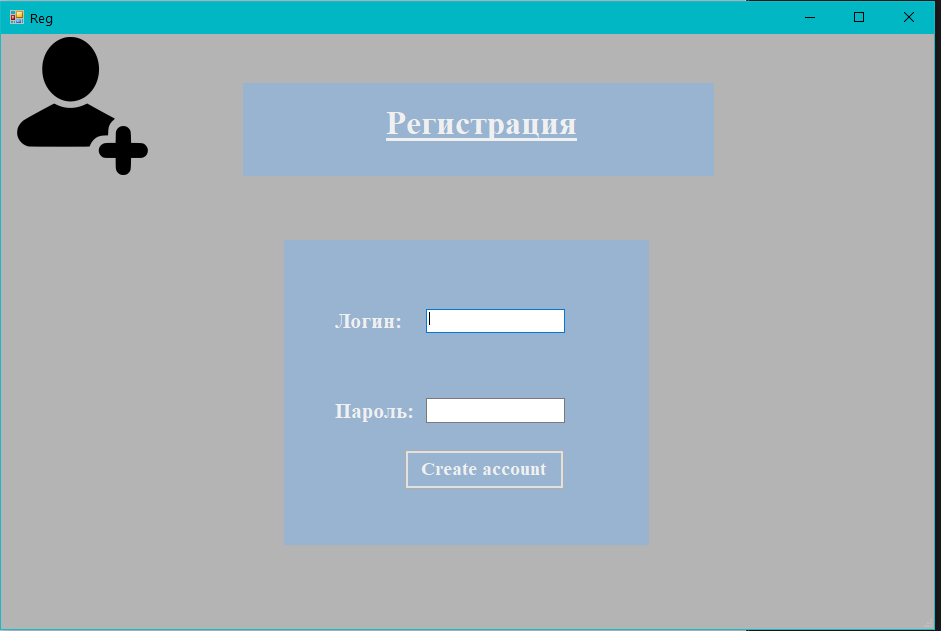 Reg
Регистрация
Логин:
Пароль:
Create account